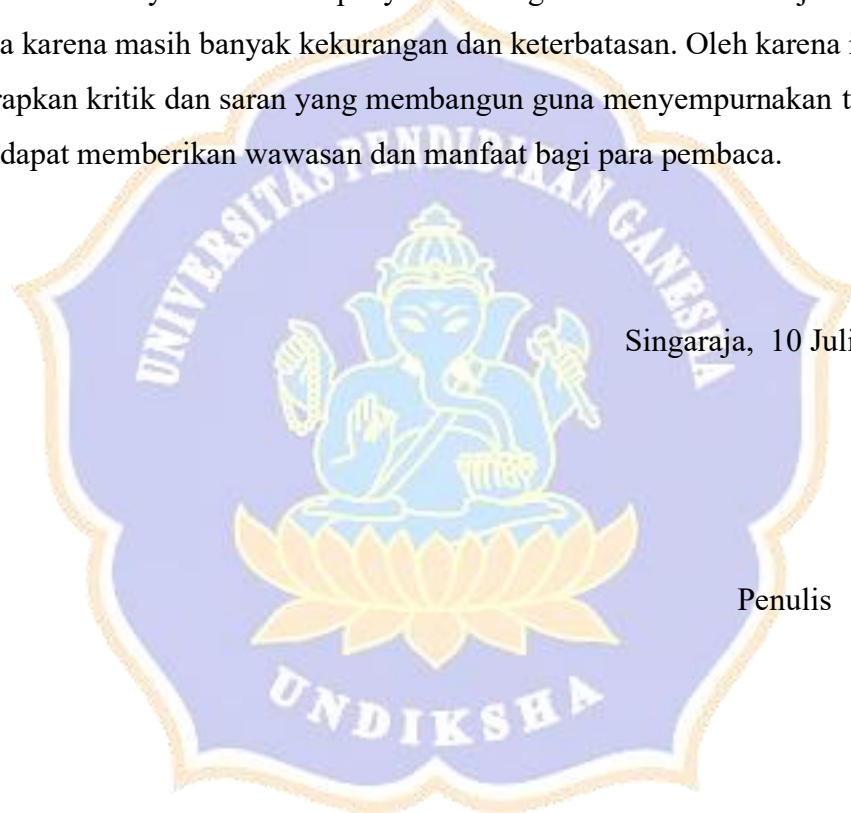 a karena masih banyak kekurangan dan keterbatasan. Oleh karena
rapkan kritik dan saran yang membangun guna menyempurnakan
dapat memberikan wawasan dan manfaat bagi para pembaca.
UNIVERSITAS PENDIDIKAN GANESHA
Singaraja, 10 Juli
Penulis
UNDIKSHA